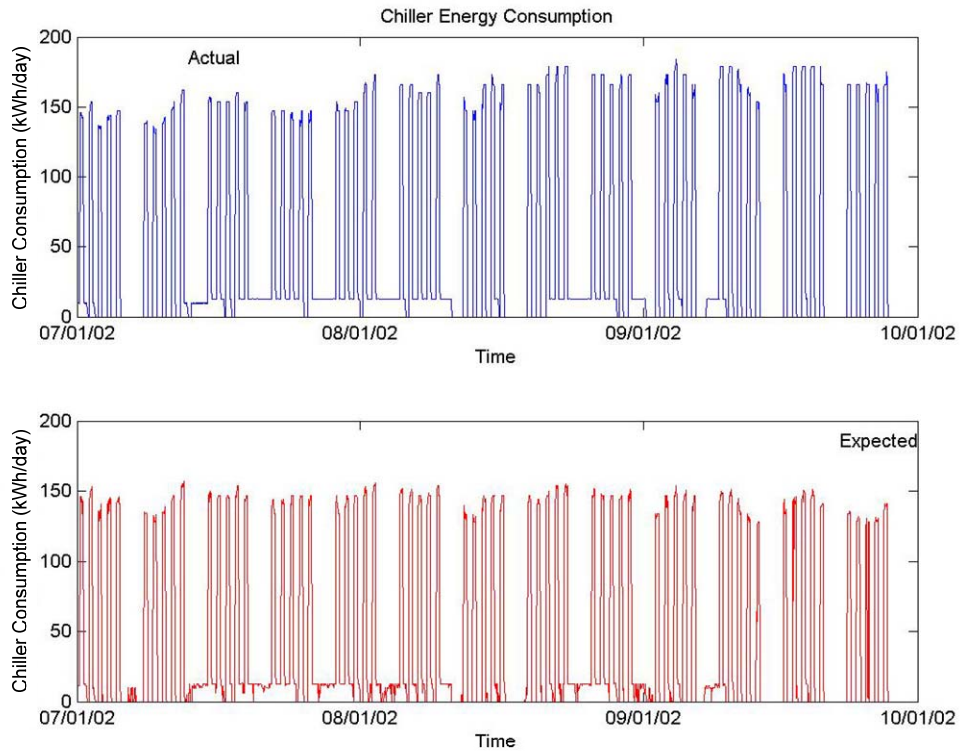 Chiller Energy Consumption
Chiller Consumption (kWh/day)
200
150
100
50
0
Actual
07/01/02
08/01/02
09/01/02
10/01/02
Time
Chiller Consumption (kWh/day)
200
150
100
50
0
Expected
07/01/02
08/01/02
09/01/02
10/01/02
Time